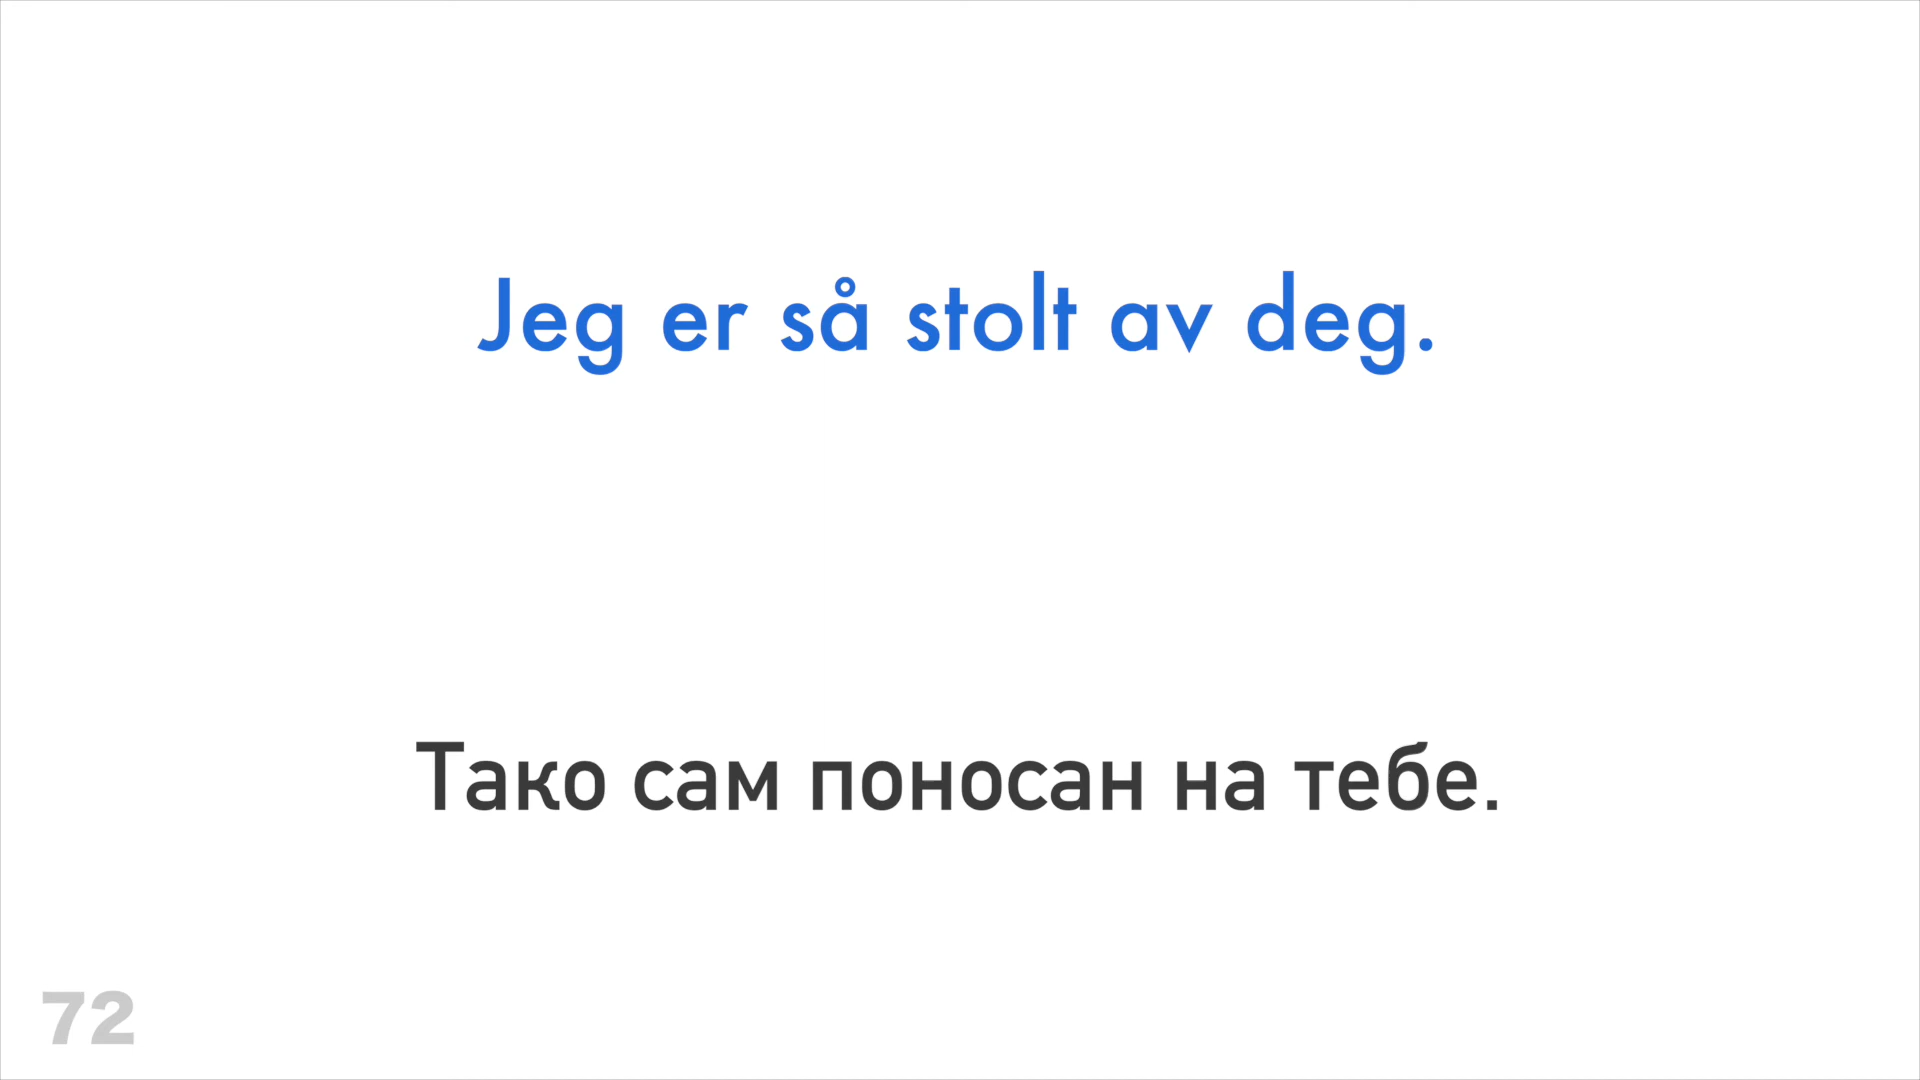 Jeg er så stolt av deg.
Тако сам поносан на тебе.
72